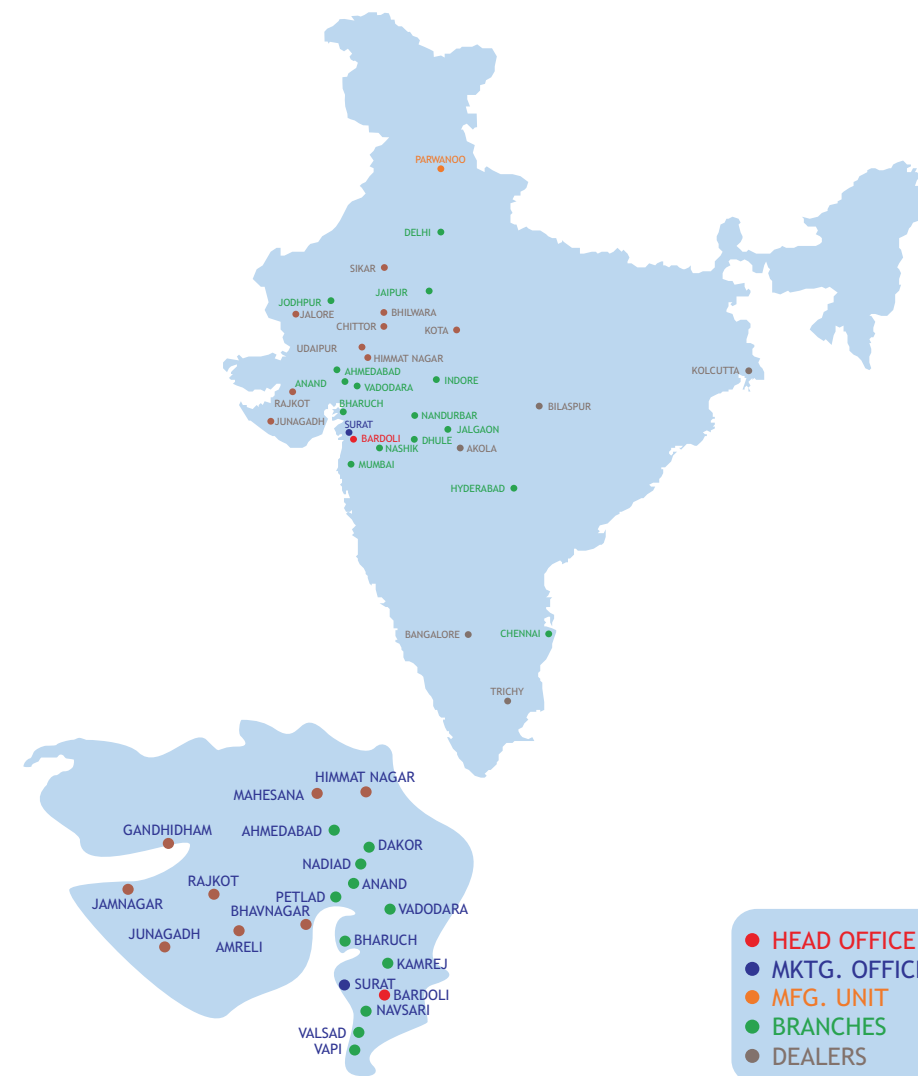 PARWANOO
DELHI
SIKAR
JAIPUR
JODHPUR
JALORE
BHILWARA
CHITTOR
KOTA
UDAIPUR
HIMMAT NAGAR
AHMEDABAD
KOLCUTTA
ANAND
VADODARA
INDORE
RAJKOT
BHARUCH
BILASPUR
NANDURBAR
JUNAGADH
SURAT
JALGAON
BARDOLI
DHULE
NASHIK
AKOLA
MUMBAI
HYDERABAD
BANGALORE
CHENNAI
TRICHY
HIMMAT NAGAR
MAHESANA
GANDHIDHAM
AHMEDABAD
DAKOR
NADIAD
RAJKOT
ANAND
JAMNAGAR
PETLAD
BHAVNAGAR
VADODARA
JUNAGADH
AMRELI
BHARUCH
KAMREJ
SURAT
BARDOLI
NAVSARI
VALSAD
VAPI
HEAD OFFICE
MKTG. OFFIC
MFG. UNIT
BRANCHES
DEALERS